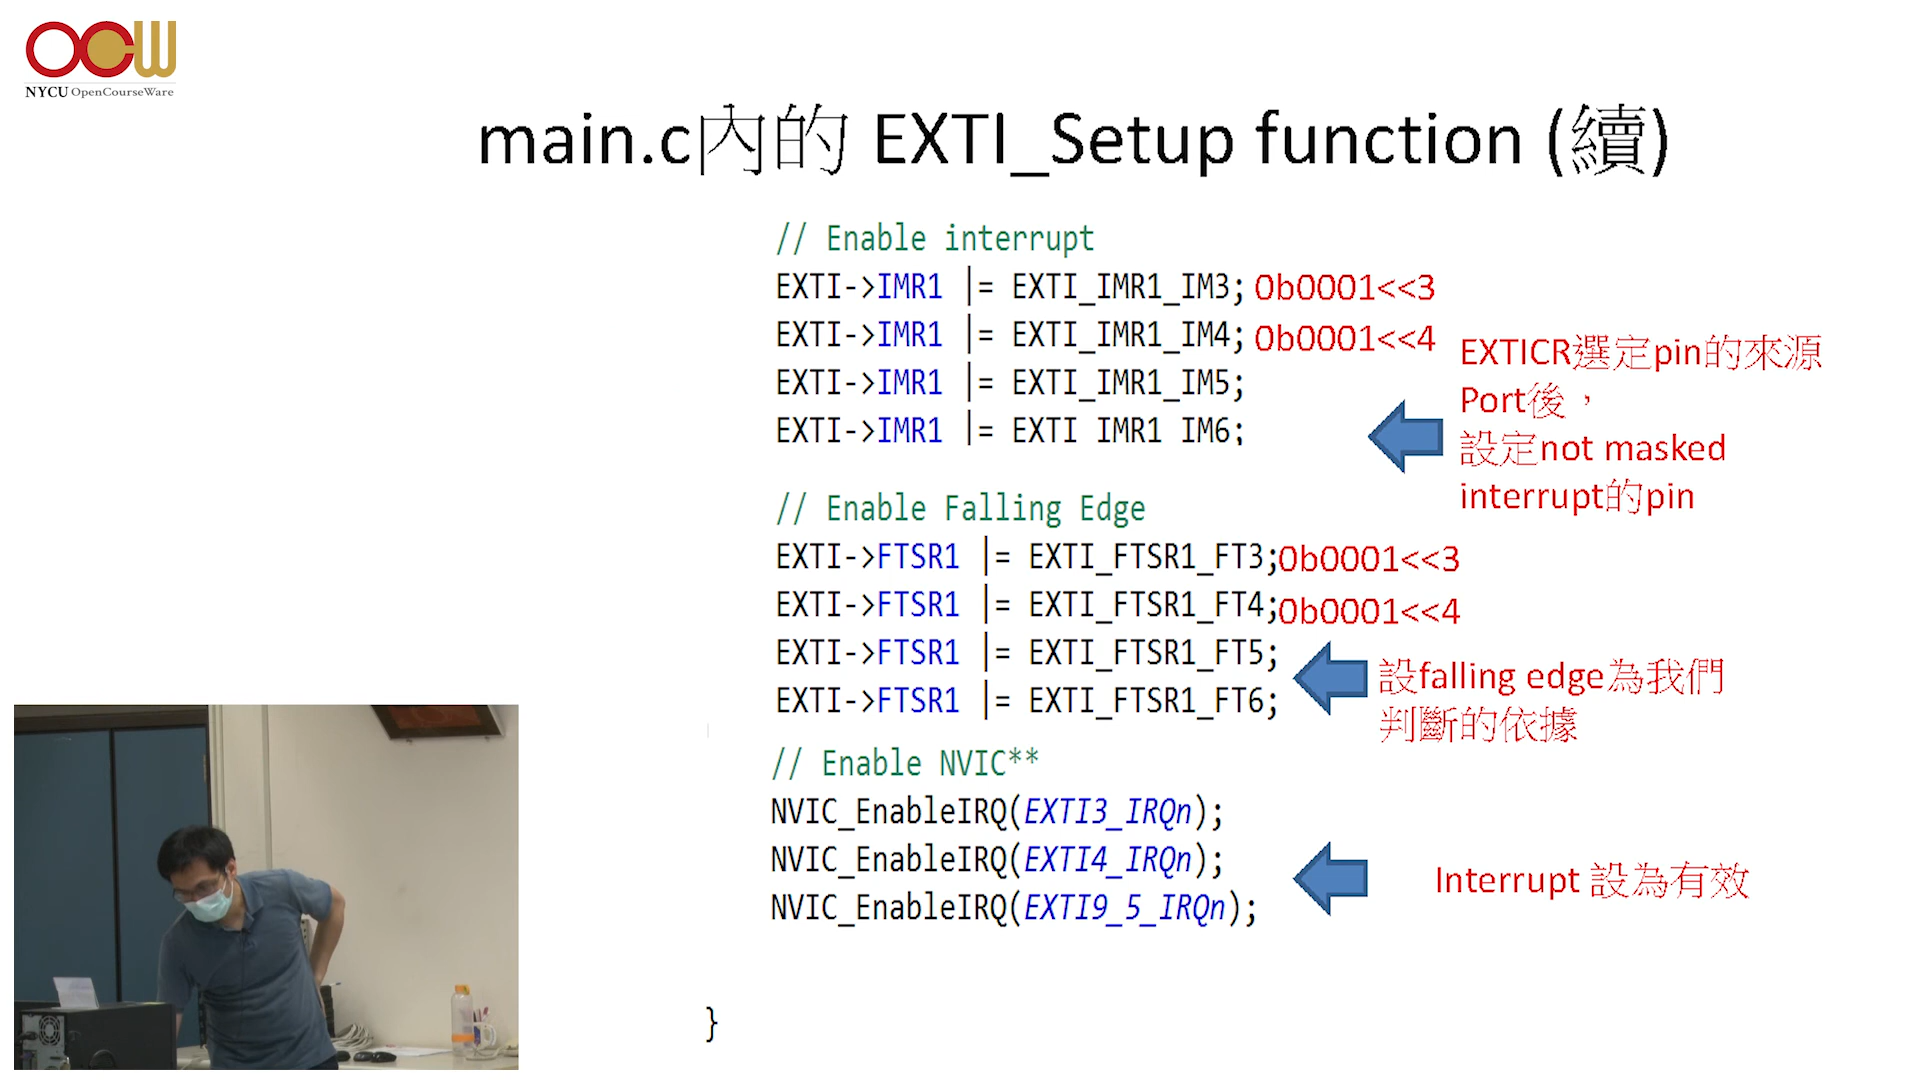 OCW
NYCU OpenCourseWare
main.c內的 EXTI_Setup function (續)
// Enable interrupt
EXTI->IMR1 |= EXTI_IMR1_IM3; 0b0001<<3
EXTI->IMR1 |= EXTI_IMR1_IM4; 0b0001<<4
EXTI->IMR1 |= EXTI_IMR1_IM5;
EXTI->IMR1 |= EXTI IMR1 IM6;
EXTICR選定pin的來源
Port後，
設定not masked
interrupt的pin
// Enable Falling Edge
EXTI->FTSR1 |= EXTI_FTSR1_FT3;0b0001<<3
EXTI->FTSR1 |= EXTI_FTSR1_FT4;0b0001<<4
EXTI->FTSR1 |= EXTI_FTSR1_FT5;
EXTI->FTSR1 |= EXTI_FTSR1_FT6;
設falling edge為我們
判斷的依據
// Enable NVIC**
NVIC_EnableIRQ(EXTI3_IRQn);
NVIC_EnableIRQ(EXTI4_IRQn);
NVIC_EnableIRQ(EXTI9_5_IRQn);
Interrupt 設為有效
}